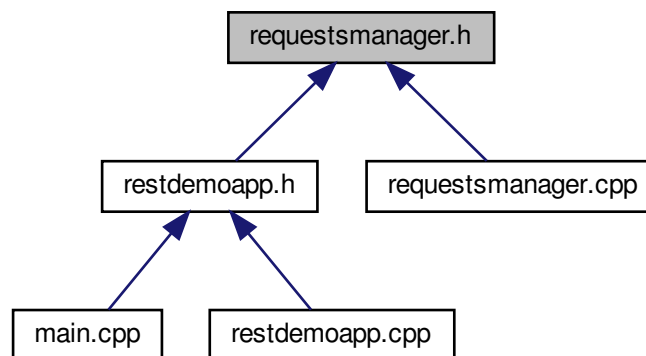 requestsmanager.h
restdemoapp.h
requestsmanager.cpp
main.cpp
restdemoapp.cpp